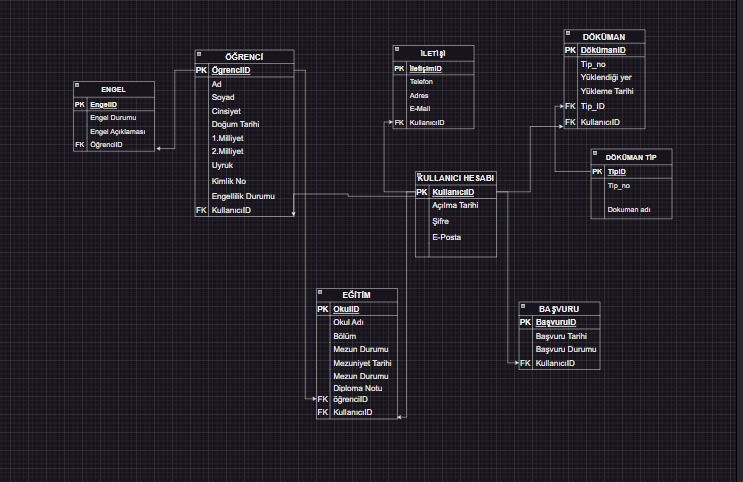 ENGEL
PK EngelID
Engel Durumu
Engel Açıklaması
FK ÖğrenciID
ÖĞRENCİ
PK ÖgrenciID
Ad
Soyad
Cinsiyet
Doğum Tarihi
1.Milliyet
2.Milliyet
Uyruk
Kimlik No
Engellilik Durumu
FK KullanıcıID
İLETİŞİ
PK İletişimID
Telefon
Adres
E-Mail
FK KullanıcıID
DÖKÜMAN
PK DökümanID
Tip_no
Yüklendiği yer
Yükleme Tarihi
FK Tip_ID
FK KullanıcıID
DÖKÜMAN TİP
PK TipID
Tip_no
Dokuman adı
KULLANICI HESABI
PK KullanıcıID
Açılma Tarihi
Şifre
E-Posta
EĞİTİM
PK OkulID
Okul Adı
Bölüm
Mezun Durumu
Mezuniyet Tarihi
Mezun Durumu
Diploma Notu
FK öğrenciID
FK KullanıcıID
BAŞVURU
PK BaşvuruID
Başvuru Tarihi
Başvuru Durumu
FK KullanıcıID